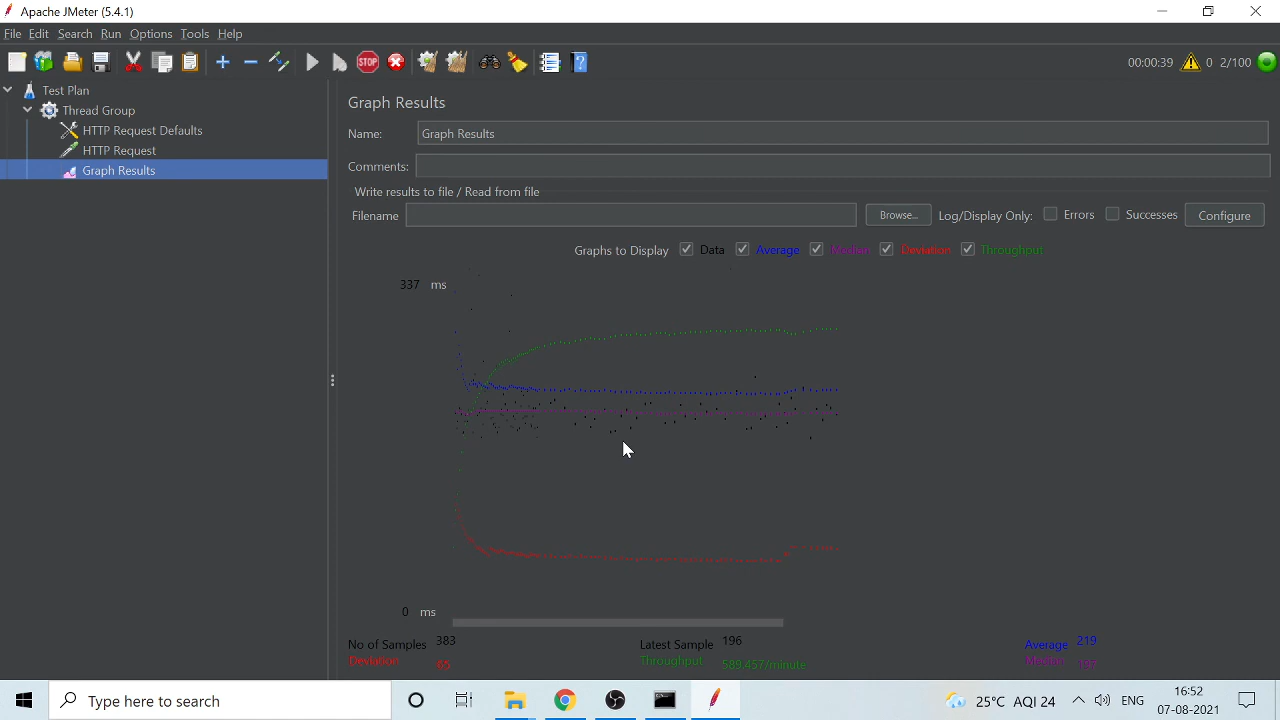 Apache JMeter (5.4.1)
File Edit Search Run Options Tools Help
STOP
00:00:39 0 2/100
Test Plan
Thread Group
HTTP Request Defaults
HTTP Request
Graph Results
Graph Results
Name: Graph Results
Comments:
Write results to file / Read from file
Filename Browse... Log/Display Only: Errors Successes Configure
Graphs to Display Data Average Median Deviation Throughput
337 ms
0 ms
No of Samples 383 Latest Sample 196 Average 219
Deviation 65 Throughput 589.457/minute Median 197
Type here to search
25°C AQI 24 ENG
16:52
07-08-2021